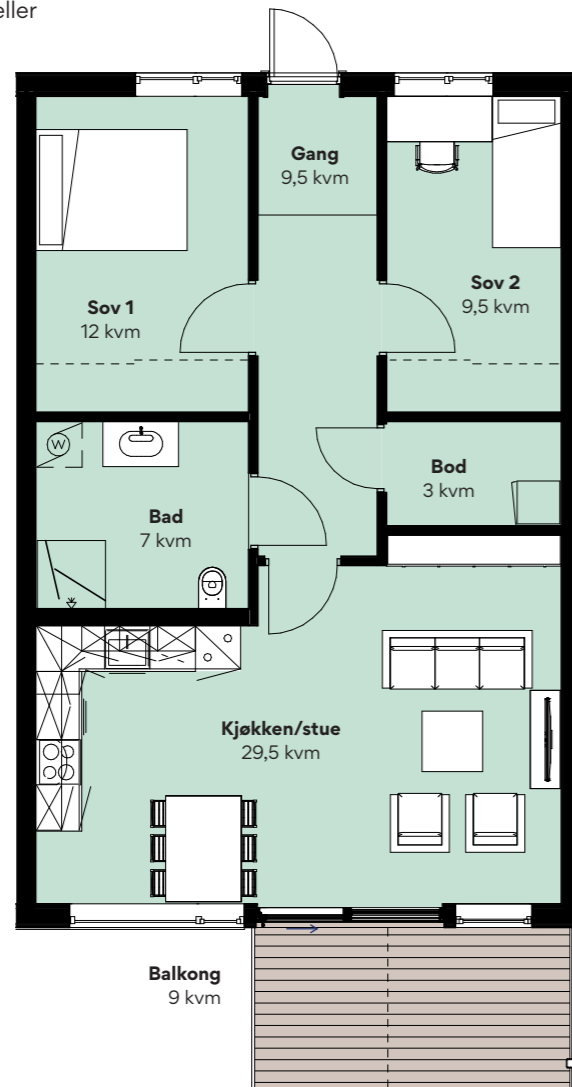 eller
Gang
9,5 kvm
Sov 1
12 kvm
Sov 2
9,5 kvm
W
Bad
7 kvm
Bod
3 kvm
Kjøkken/stue
29,5 kvm
Balkong
9 kvm